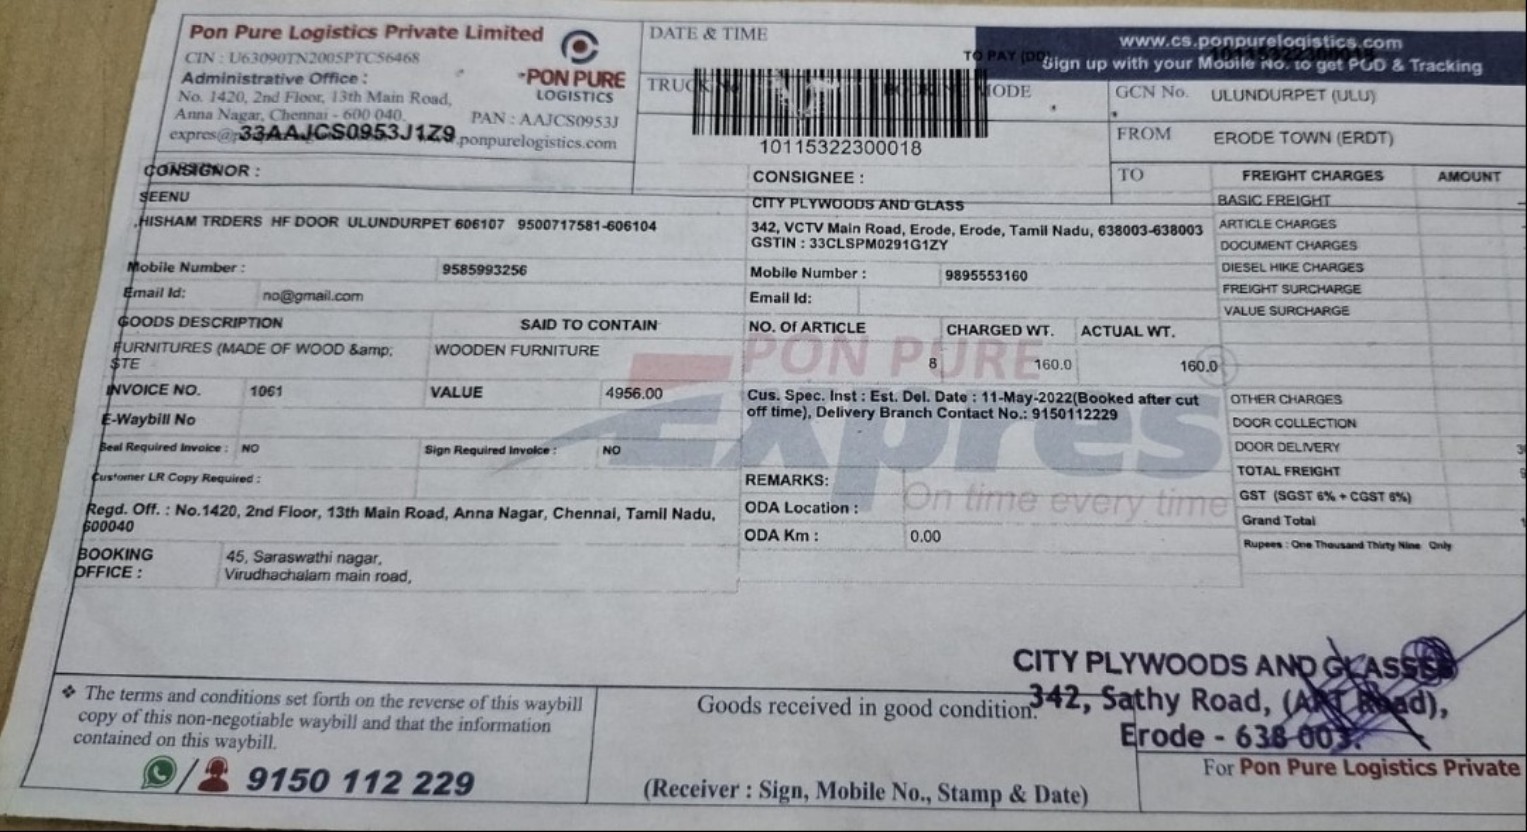 Pon Pure Logistics Private Limited
CIN : U63090TN2005PTC56468
Administrative Office :
No. 1420, 2nd Floor, 13th Main Road,
Anna Nagar, Chennai - 600 040.
PAN : AAJCS0953J
expres@
33AAJCS0953J1Z9
.ponpurelogistics.com
PON PURE
LOGISTICS
DATE & TIME
TO PAY
www.cs.ponpurelogistics.com
Sign up with your Mobile No. to get POD & Tracking
MODE
10115322300018
GCN No.
ULUNDURPET (ULU)
FROM
ERODE TOWN (ERDT)
TO
CONSIGNOR :
SEENU
HISHAM TRDERS HF DOOR ULUNDURPET 606107 9500717581-606104
Mobile Number : 9585993256
Email Id: no@gmail.com
CONSIGNEE :
CITY PLYWOODS AND GLASS
342, VCTV Main Road, Erode, Erode, Tamil Nadu, 638003-638003
GSTIN : 33CLSPM0291G1ZY
Mobile Number : 9895553160
Email Id:
GOODS DESCRIPTION SAID TO CONTAIN
NO. Of ARTICLE CHARGED WT. ACTUAL WT.
FURNITURES (MADE OF WOOD &amp; WOODEN FURNITURE
STE
8 160.0 160.0
INVOICE NO. 1061 VALUE 4956.00
E-Waybill No
Cus. Spec. Inst : Est. Del. Date : 11-May-2022(Booked after cut
off time), Delivery Branch Contact No.: 9150112229
Seal Required Invoice : NO Sign Required Invoice : NO
Customer LR Copy Required :
REMARKS:
ODA Location :
ODA Km : 0.00
Regd. Off. : No.1420, 2nd Floor, 13th Main Road, Anna Nagar, Chennai, Tamil Nadu,
600040
BOOKING
OFFICE :
45, Saraswathi nagar,
Virudhachalam main road,
FREIGHT CHARGES AMOUNT
BASIC FREIGHT
ARTICLE CHARGES
DOCUMENT CHARGES
DIESEL HIKE CHARGES
FREIGHT SURCHARGE
VALUE SURCHARGE
OTHER CHARGES
DOOR COLLECTION
DOOR DELIVERY
TOTAL FREIGHT
GST (SGST 6% + CGST 6%)
Grand Total
Rupees : One Thousand Thirty Nine Only
PON PURE
Expres
On time every time
The terms and conditions set forth on the reverse of this waybill
copy of this non-negotiable waybill and that the information
contained on this waybill.
9150 112 229
Goods received in good condition.
(Receiver : Sign, Mobile No., Stamp & Date)
CITY PLYWOODS AND GLASS
342, Sathy Road, (ART Road),
Erode - 638 003.
For Pon Pure Logistics Private